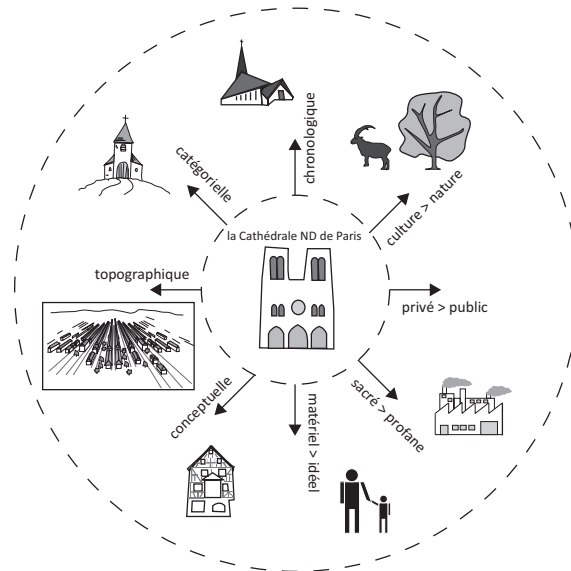 chronologique
catégorielle
culture > nature
la Cathédrale ND de Paris
topographique
privé > public
conceptuelle
matériel > idéel
sacré > profane